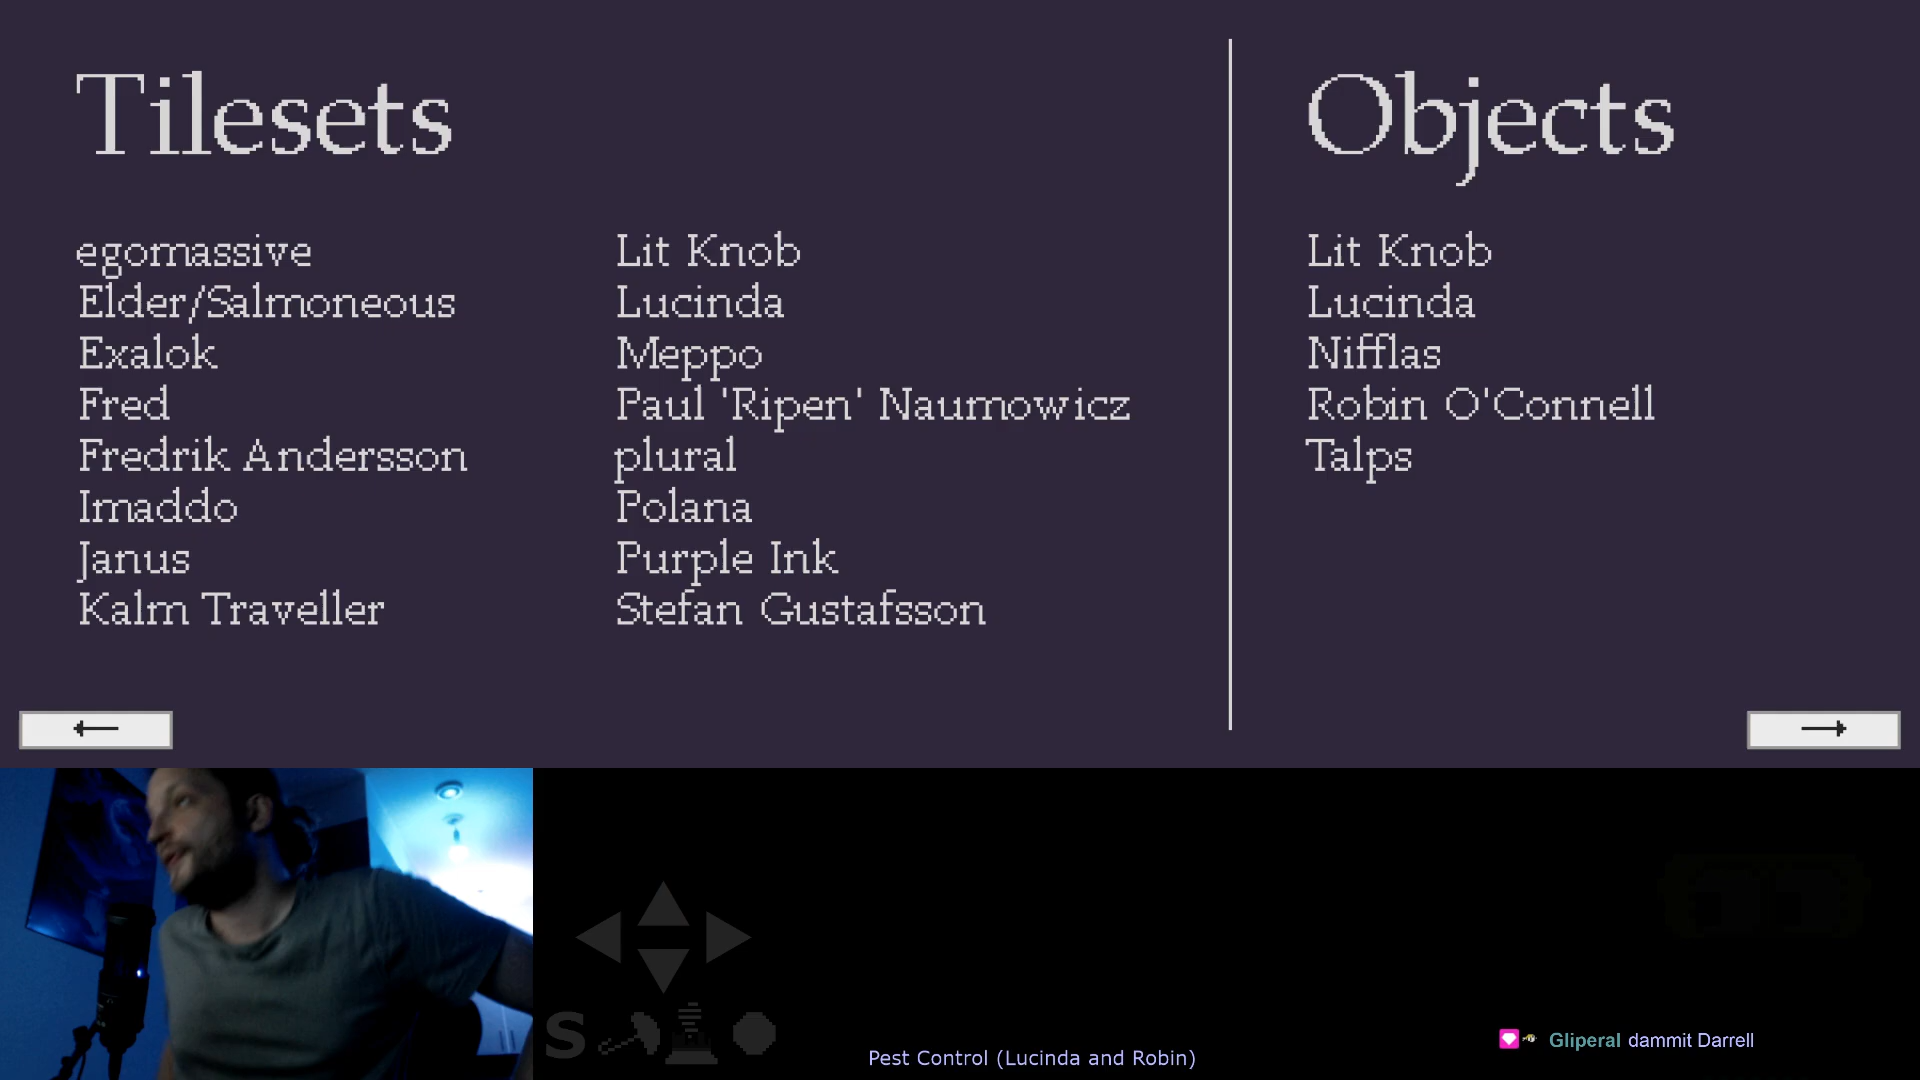 Tilesets
egomassive
Elder/Salmoneous
Exalok
Fred
Fredrik Andersson
Imaddo
Janus
Kalm Traveller
Lit Knob
Lucinda
Meppo
Paul 'Ripen' Naumowicz
plural
Polana
Purple Ink
Stefan Gustafsson
Objects
Lit Knob
Lucinda
Nifflas
Robin O'Connell
Talps
S
Pest Control (Lucinda and Robin)
Gliperal dammit Darrell